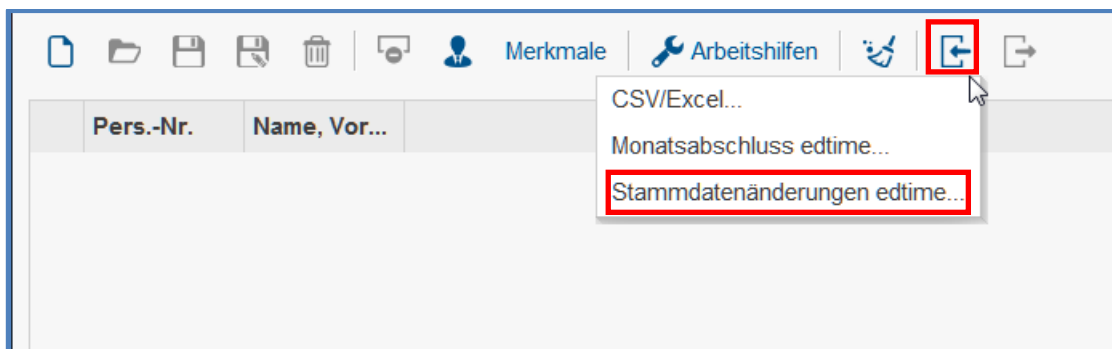 Merkmale Arbeitshilfen
CSV/Excel...
Pers.-Nr. Name, Vor...
Monatsabschluss edtime...
Stammdatenänderungen edtime...